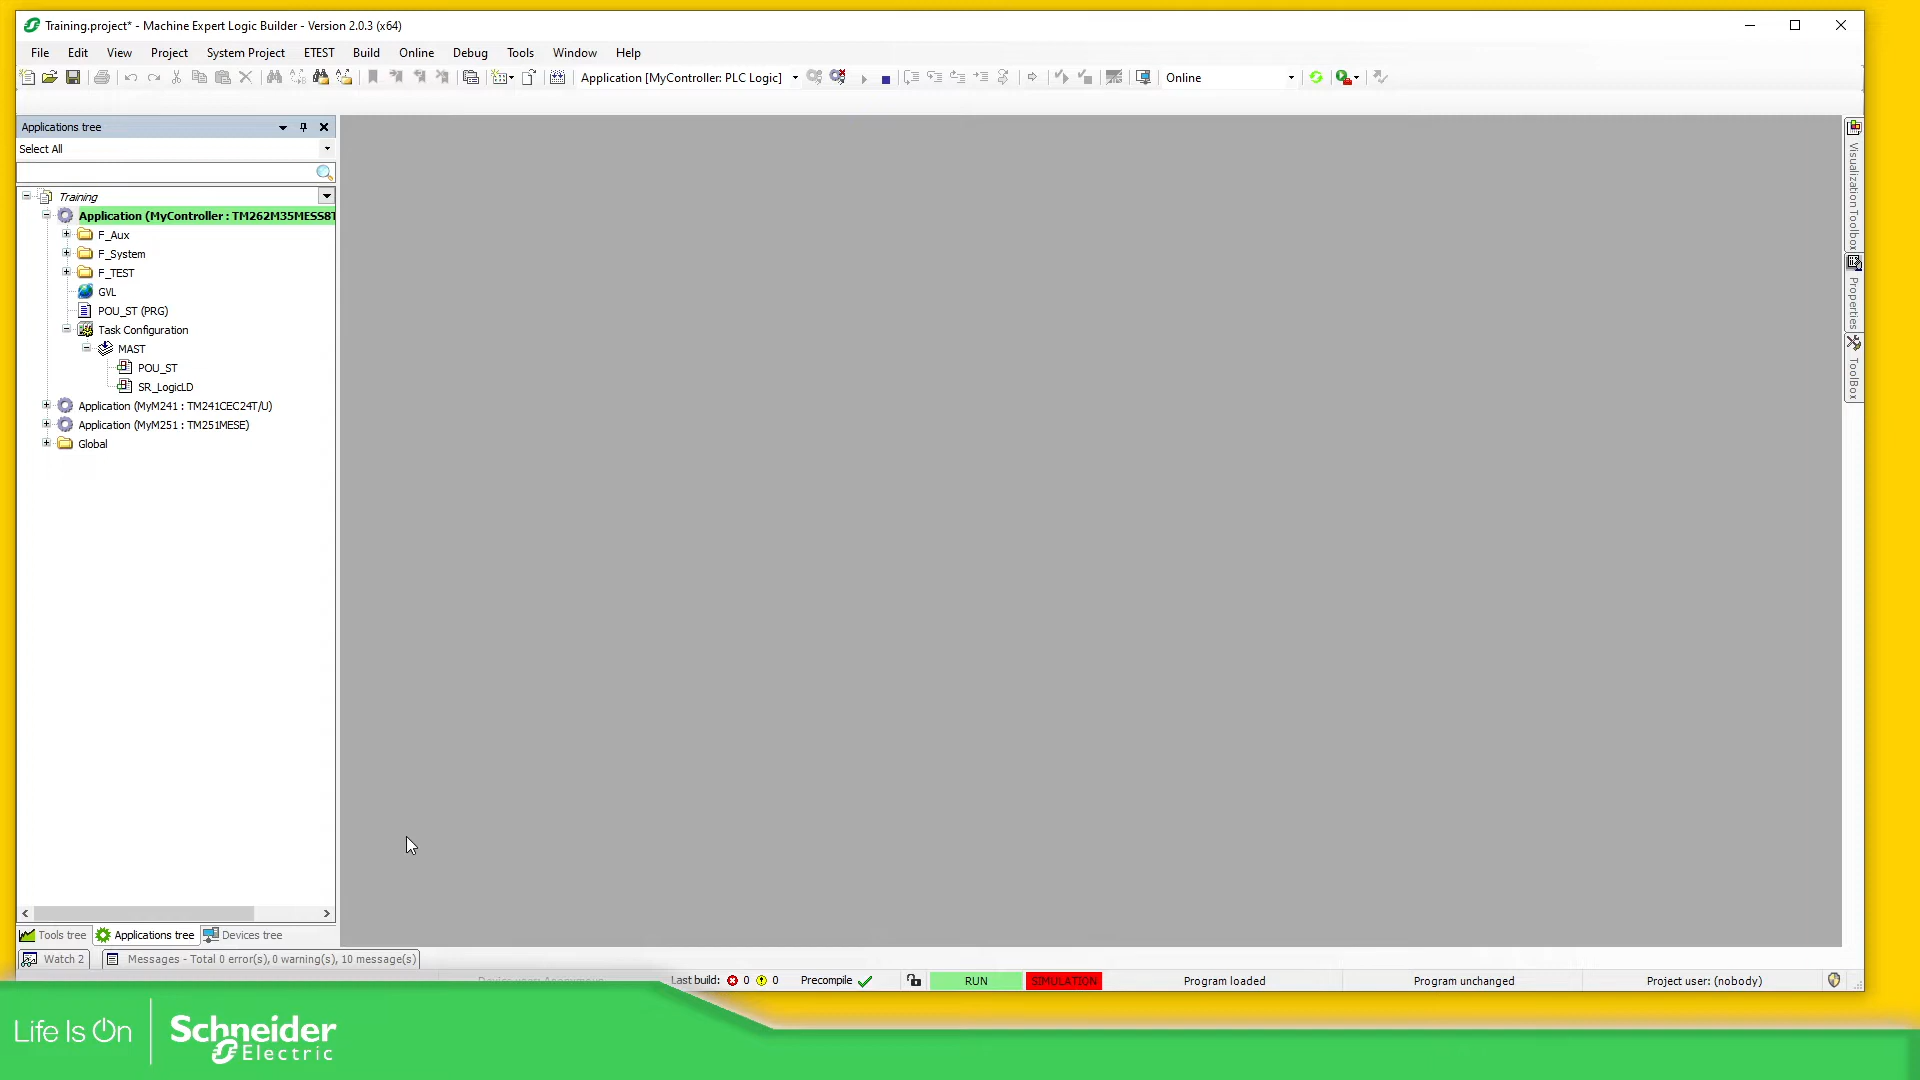 Training.project* - Machine Expert Logic Builder - Version 2.0.3 (x64)
File Edit View Project System Project ETEST Build Online Debug Tools Window Help
Application [MyController: PLC Logic] Online
Applications tree
Select All
Training
Application (MyController : TM262M35MESS8T
F_Aux
F_System
F_TEST
GVL
POU_ST (PRG)
Task Configuration
MAST
POU_ST
SR_LogicLD
Application (MyM241 : TM241CEC24T/U)
Application (MyM251 : TM251MESE)
Global
Visualization Toolbox
Properties
ToolBox
Tools tree Applications tree Devices tree
Watch 2 Messages - Total 0 error(s), 0 warning(s), 10 message(s)
Last build: 0 0 Precompile RUN SIMULATION Program loaded Program unchanged Project user: (nobody)
Life Is On Schneider
Electric